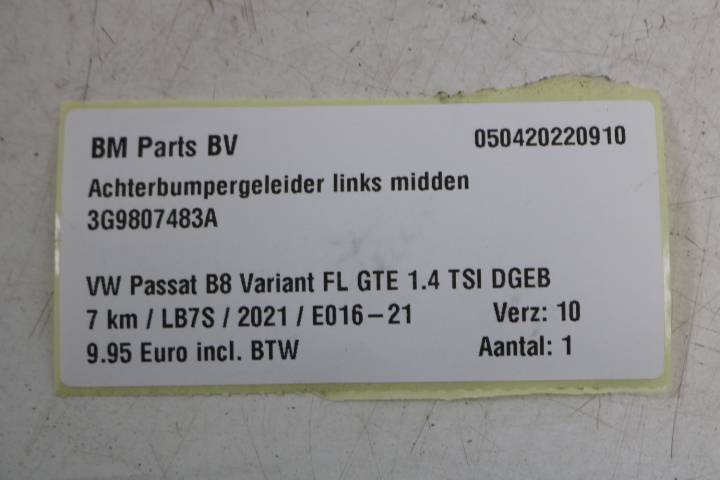 BM Parts BV 050420220910
Achterbumpergeleider links midden
3G9807483A
VW Passat B8 Variant FL GTE 1.4 TSI DGEB
7 km / LB7S / 2021 / E016-21 Verz: 10
9.95 Euro incl. BTW Aantal: 1